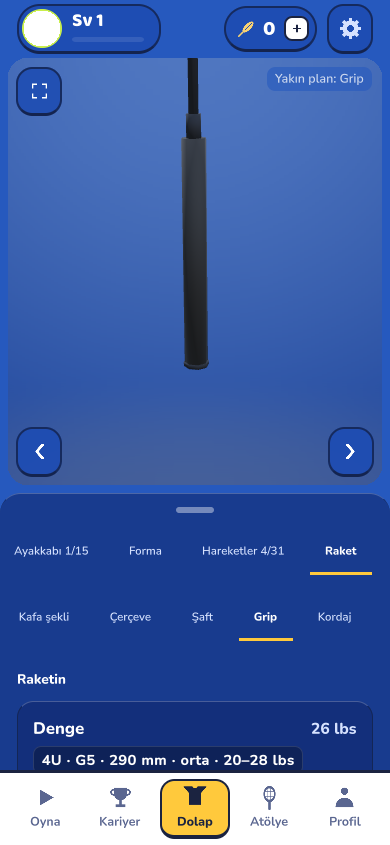 Sv 1
0
+
Yakın plan: Grip
Ayakkabı 1/15 Forma Hareketler 4/31 Raket
Kafa şekli Çerçeve Şaft Grip Kordaj
Raketin
Denge 26 lbs
4U · G5 · 290 mm · orta · 20–28 lbs
Oyna Kariyer Dolap Atölye Profil